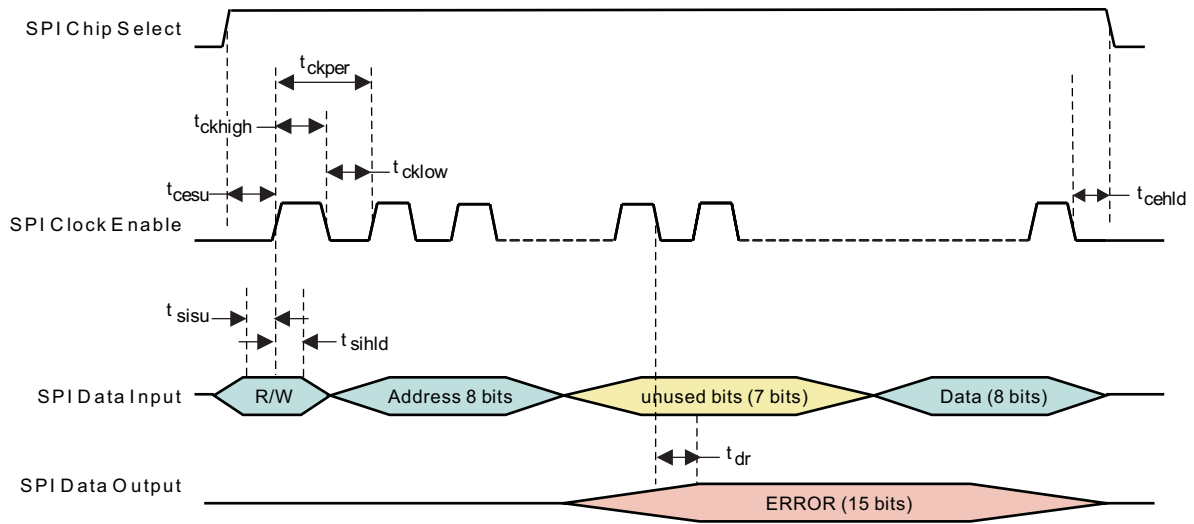 SPI Chip Select
tckper
tckhigh
tcklow
tcesu
tcehld
SPI Clock Enable
tsisu
tsihld
SPI Data Input
R/W
Address 8 bits
unused bits (7 bits)
Data (8 bits)
tdr
SPI Data Output
ERROR (15 bits)